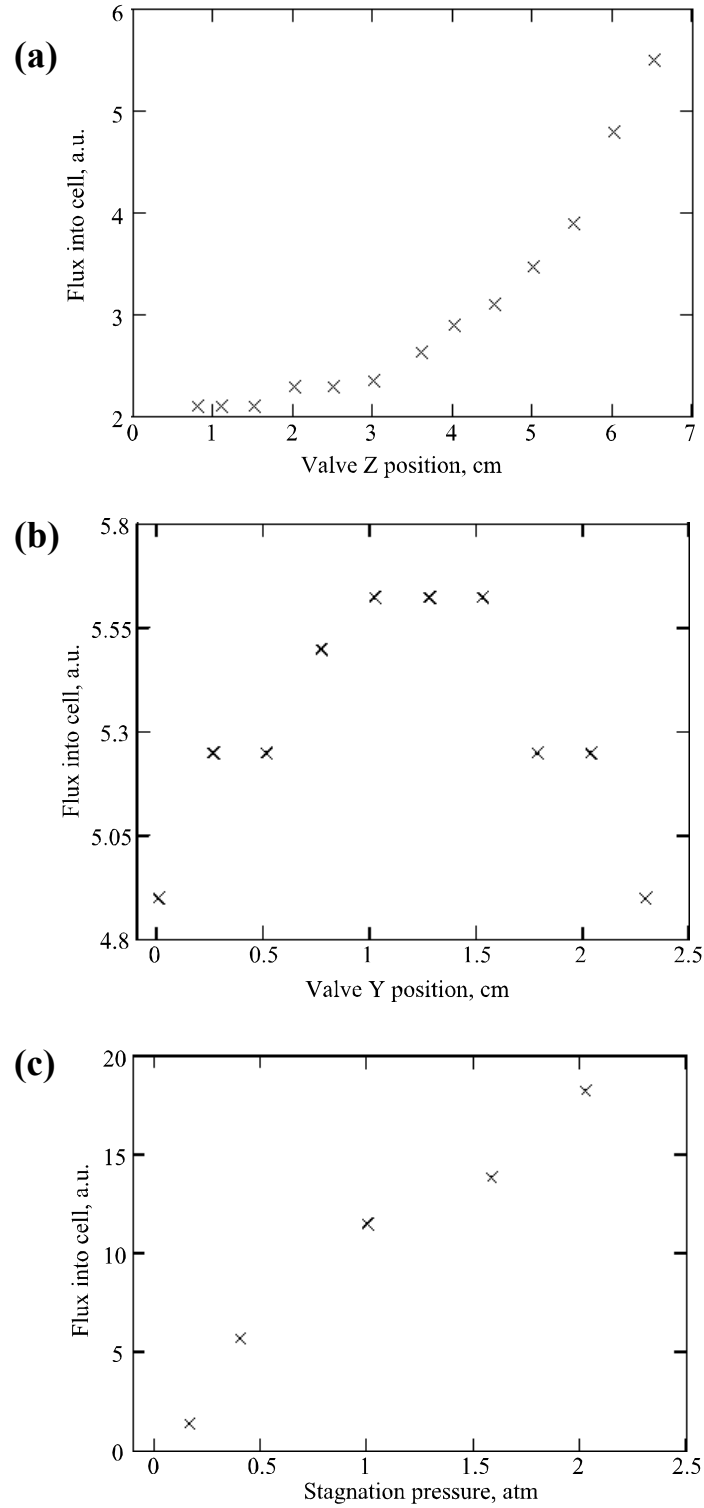 (a)
6
5
4
3
2
Flux into cell, a.u.
0 1 2 3 4 5 6 7
Valve Z position, cm
(b)
5.8
5.55
5.3
5.05
4.8
Flux into cell, a.u.
0 0.5 1 1.5 2 2.5
Valve Y position, cm
(c)
20
15
10
5
0
Flux into cell, a.u.
0 0.5 1 1.5 2 2.5
Stagnation pressure, atm